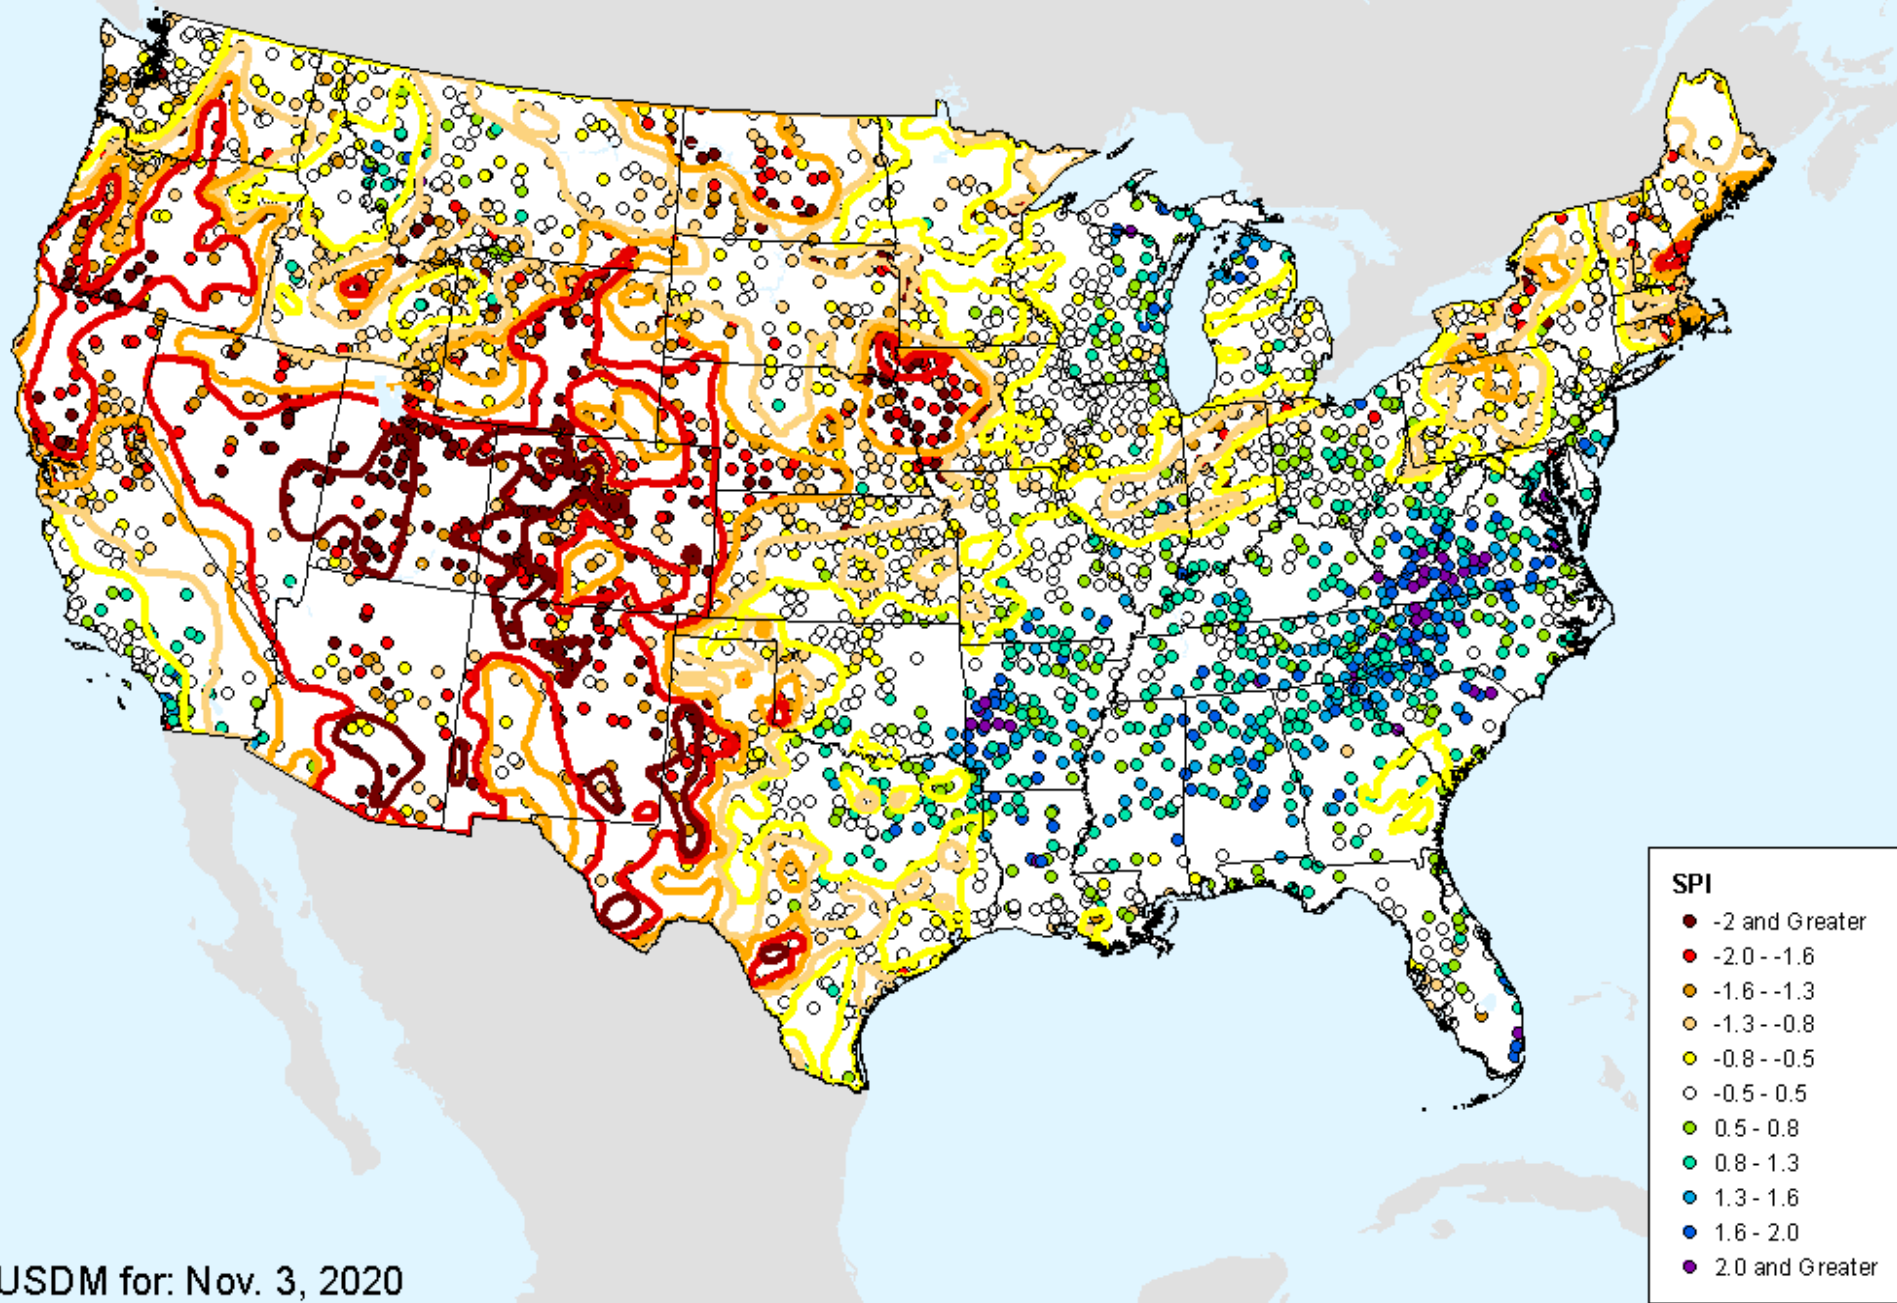 SPI
-2 and Greater
-2.0 - -1.6
-1.6 - -1.3
-1.3 - -0.8
-0.8 - -0.5
-0.5 - 0.5
0.5 - 0.8
0.8 - 1.3
1.3 - 1.6
1.6 - 2.0
2.0 and Greater
USDM for: Nov. 3, 2020